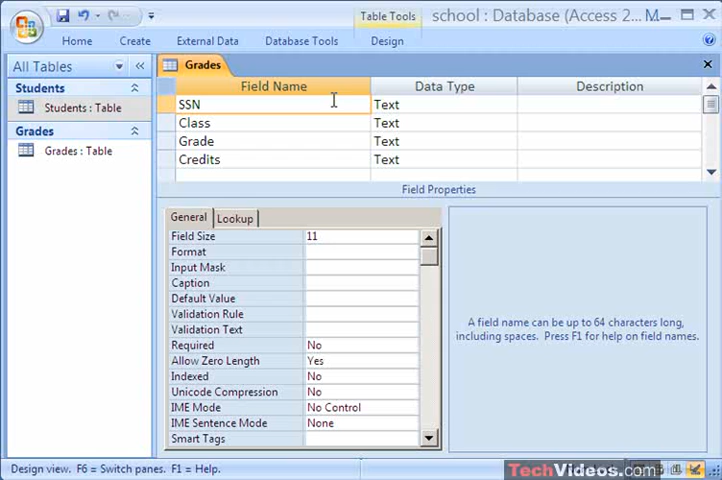 Table Tools
school : Database (Access 2... M...
Home Create External Data Database Tools Design
All Tables
Grades
Students
Students : Table
Grades
Grades : Table
Field Name Data Type Description
SSN Text
Class Text
Grade Text
Credits Text
Field Properties
General Lookup
Field Size 11
Format
Input Mask
Caption
Default Value
Validation Rule
Validation Text
Required No
Allow Zero Length Yes
Indexed No
Unicode Compression No
IME Mode No Control
IME Sentence Mode None
Smart Tags
A field name can be up to 64 characters long,
including spaces. Press F1 for help on field names.
Design view. F6 = Switch panes. F1 = Help.
TechVideos.com